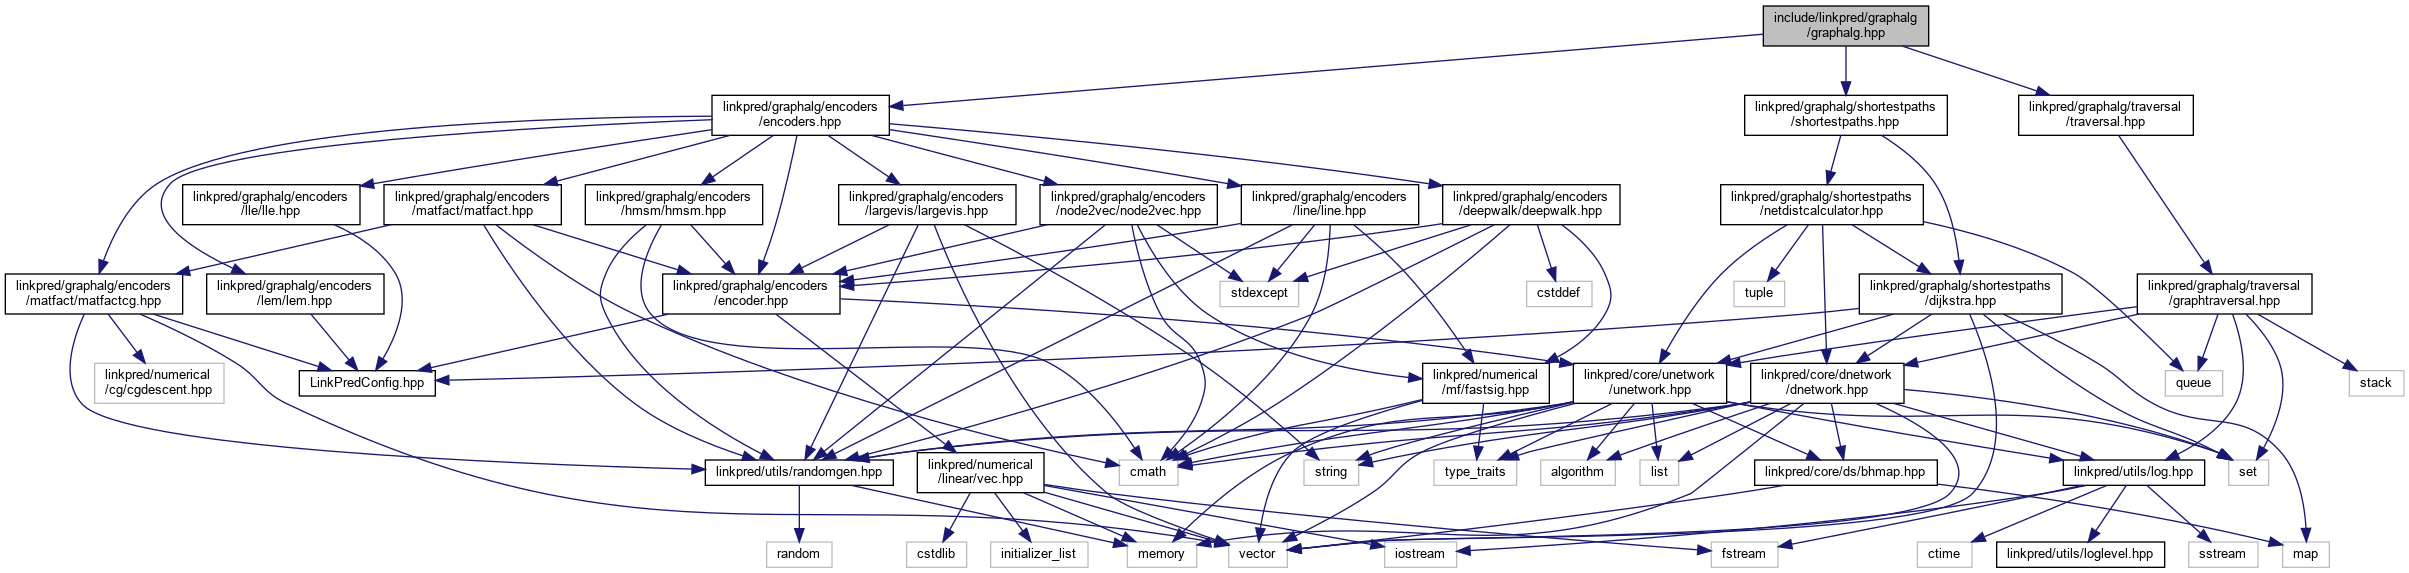 include/linkpred/graphalg
/graphalg.hpp
linkpred/graphalg/encoders
/encoders.hpp
linkpred/graphalg/shortestpaths
/shortestpaths.hpp
linkpred/graphalg/traversal
/traversal.hpp
linkpred/graphalg/encoders
/lle/lle.hpp
linkpred/graphalg/encoders
/matfact/matfact.hpp
linkpred/graphalg/encoders
/hmsm/hmsm.hpp
linkpred/graphalg/encoders
/largevis/largevis.hpp
linkpred/graphalg/encoders
/node2vec/node2vec.hpp
linkpred/graphalg/encoders
/line/line.hpp
linkpred/graphalg/encoders
/deepwalk/deepwalk.hpp
linkpred/graphalg/shortestpaths
/netdistcalculator.hpp
linkpred/graphalg/encoders
/matfact/matfactcg.hpp
linkpred/graphalg/encoders
/lem/lem.hpp
linkpred/graphalg/encoders
/encoder.hpp
stdexcept
cstddef
tuple
linkpred/graphalg/shortestpaths
/dijkstra.hpp
linkpred/graphalg/traversal
/graphtraversal.hpp
linkpred/numerical
/cg/cgdescent.hpp
LinkPredConfig.hpp
linkpred/numerical
/mf/fastsig.hpp
linkpred/core/unetwork
/unetwork.hpp
linkpred/core/dnetwork
/dnetwork.hpp
queue
stack
linkpred/utils/randomgen.hpp
linkpred/numerical
/linear/vec.hpp
cmath
string
type_traits
algorithm
list
linkpred/core/ds/bhmap.hpp
linkpred/utils/log.hpp
set
random
cstdlib
initializer_list
memory
vector
iostream
fstream
ctime
linkpred/utils/loglevel.hpp
sstream
map